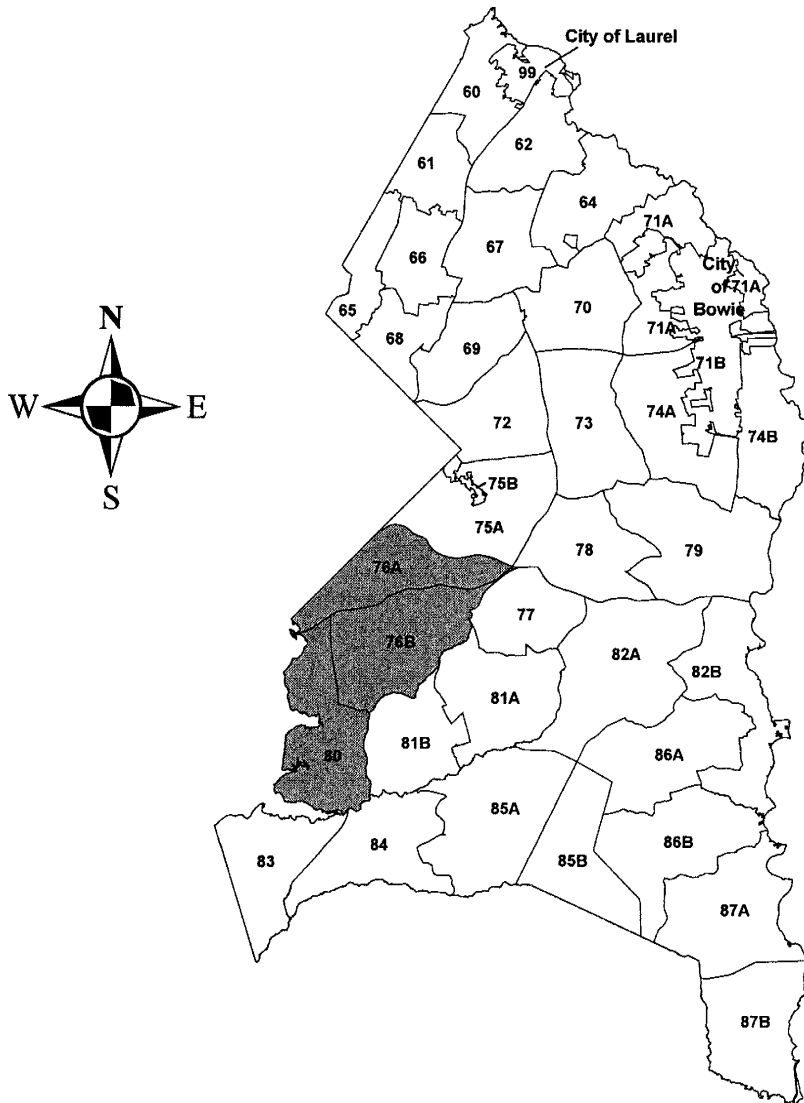 City of Laurel
99
60
62
61
64
71A
66
67
City
of
71A
Bowie
65
70
71A
68
69
71B
N
W
E
S
72
73
74A
74B
75B
75A
78
79
76A
77
76B
82A
82B
81A
81B
80
86A
85A
84
83
85B
86B
87A
87B